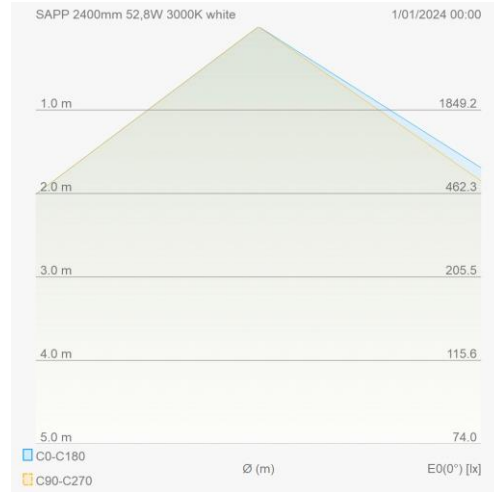 SAPP 2400mm 52,8W 3000K white 1/01/2024 00:00
1.0 m 1849.2
2.0 m 462.3
3.0 m 205.5
4.0 m 115.6
5.0 m 74.0
C0-C180
Ø (m) E0(0°) [lx]
C90-C270